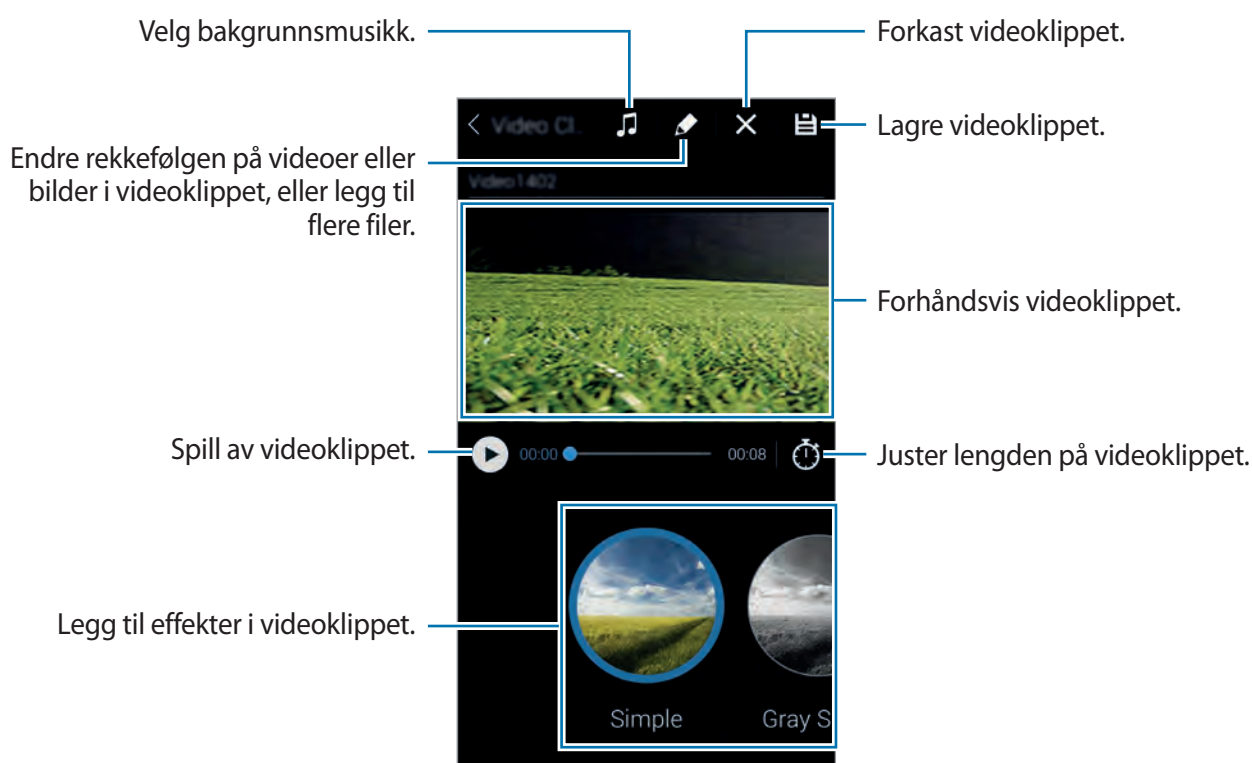 Velg bakgrunnsmusikk.
Forkast videoklippet.
Video Cl..
Lagre videoklippet.
Endre rekkefølgen på videoer eller
bilder i videoklippet, eller legg til
flere filer.
Video1402
Forhåndsvis videoklippet.
Spill av videoklippet.
00:00
00:08
Juster lengden på videoklippet.
Legg til effekter i videoklippet.
Simple
Gray S